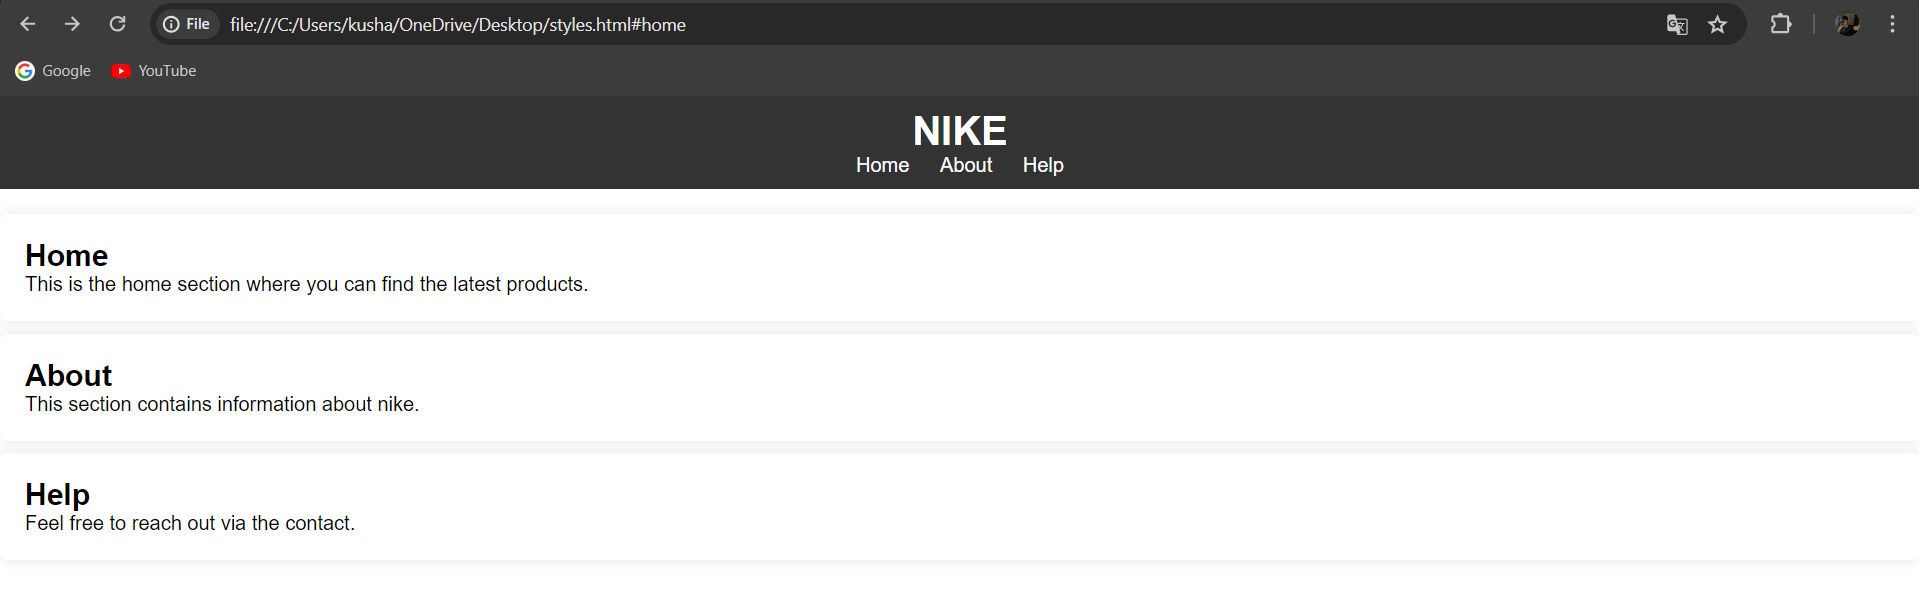 File file:///C:/Users/kusha/OneDrive/Desktop/styles.html#home
Google YouTube
NIKE
Home About Help
Home
This is the home section where you can find the latest products.
About
This section contains information about nike.
Help
Feel free to reach out via the contact.